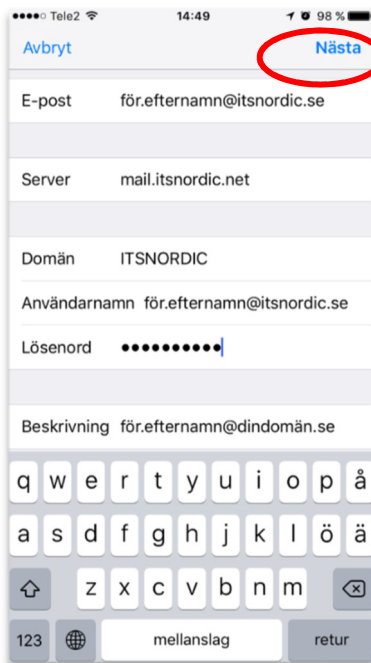 Tele2 14:49 98 %
Avbryt Nästa
E-post för.efternamn@itsnordic.se
Server mail.itsnordic.net
Domän ITSNORDIC
Användarnamn för.efternamn@itsnordic.se
Lösenord ●●●●●●●●●●
Beskrivning för.efternamn@dindomän.se
q w e r t y u i o p å
a s d f g h j k l ö ä
z x c v b n m
123 mellanslag retur